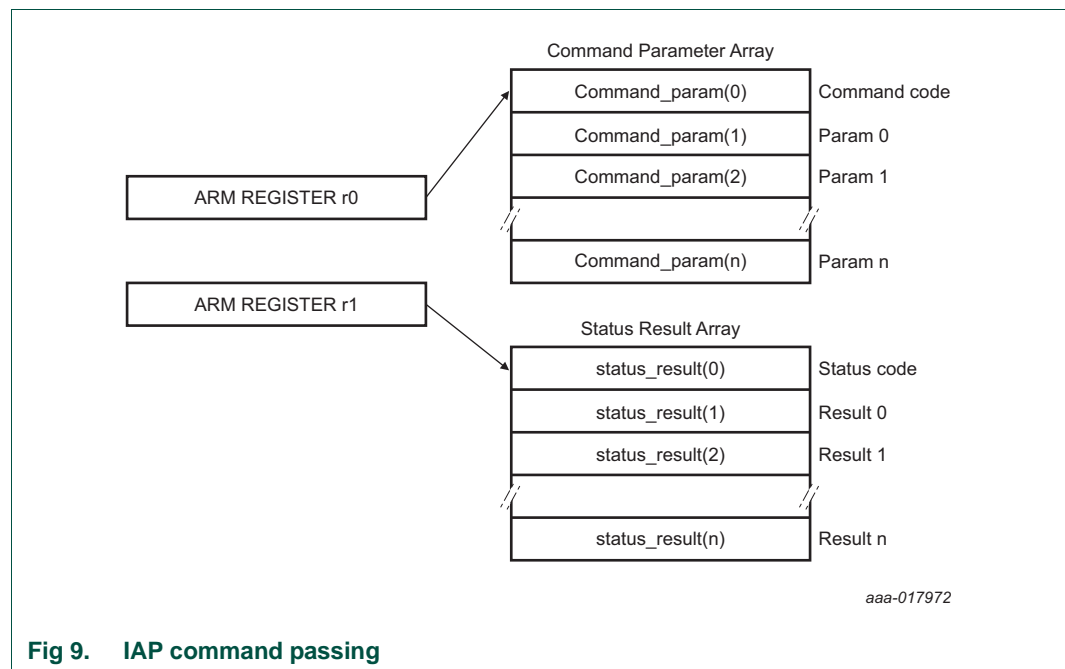 Command Parameter Array
Command_param(0) Command code
Command_param(1) Param 0
Command_param(2) Param 1
ARM REGISTER r0
Command_param(n) Param n
ARM REGISTER r1
Status Result Array
status_result(0) Status code
status_result(1) Result 0
status_result(2) Result 1
status_result(n) Result n
aaa-017972
Fig 9. IAP command passing